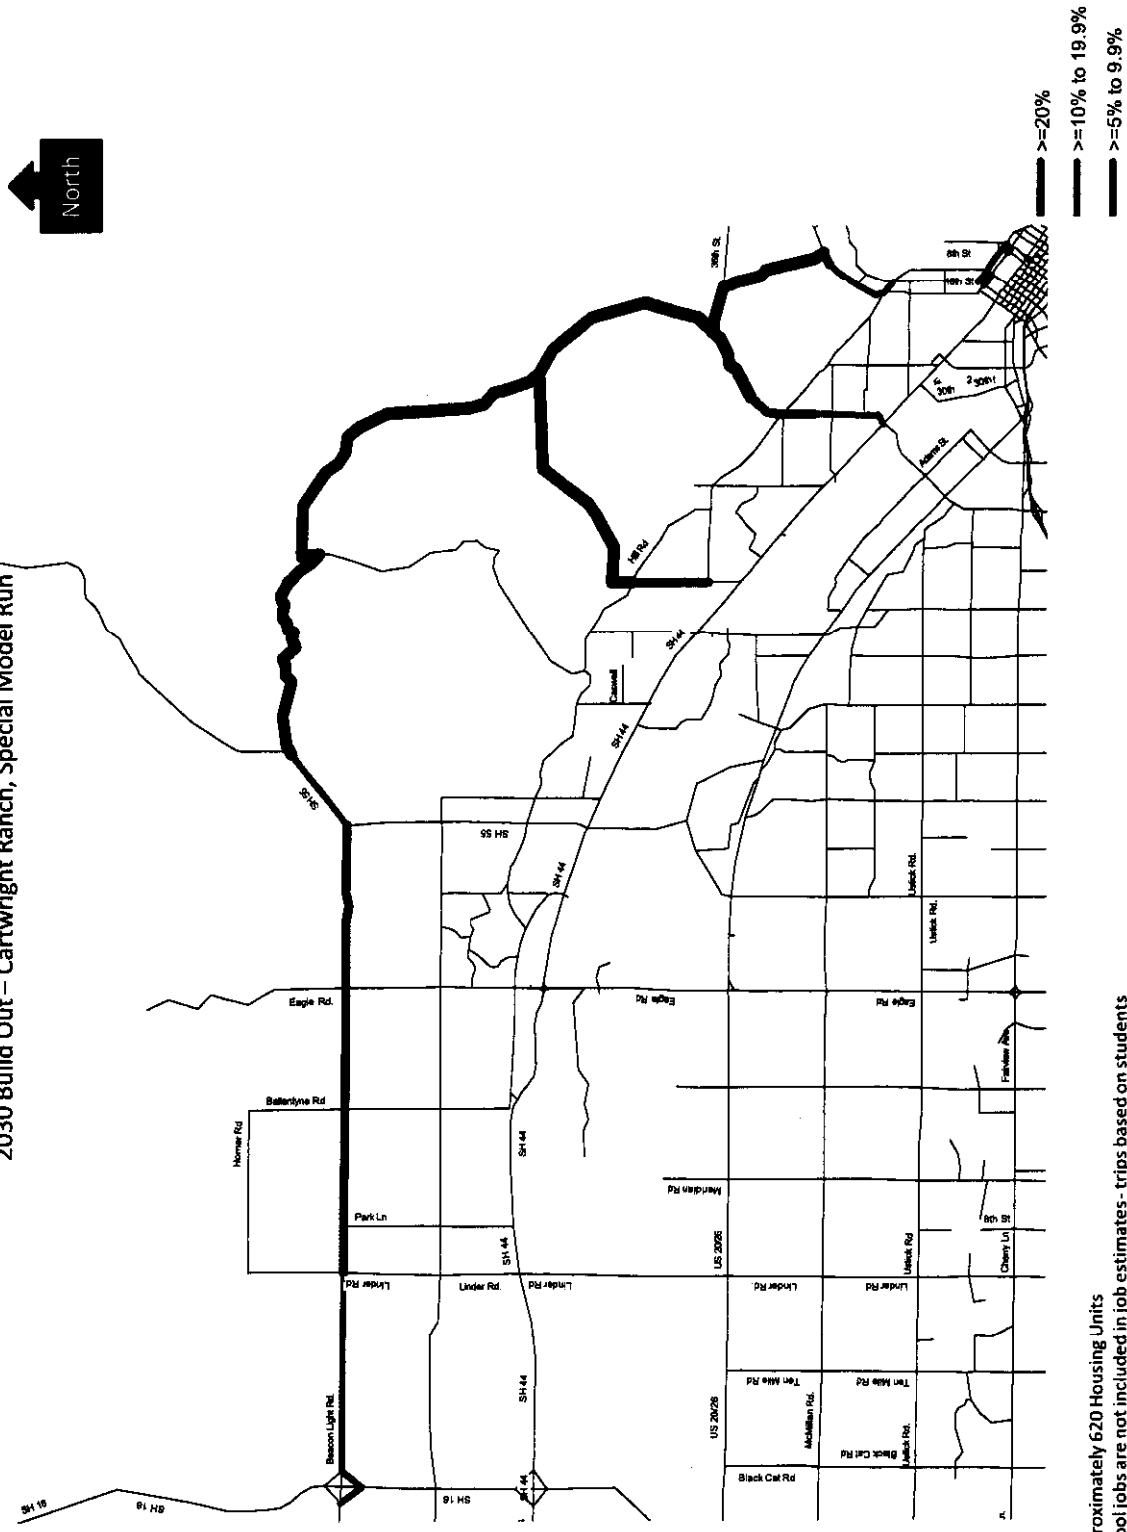 2030 Build Out – Cartwright Ranch, Special Model Run
North
SH 16
SH 16
SH 16
Beacon Light Rd.
Homer Rd
Ballantyne Rd
Park Ln
Eagle Rd.
SH 55
SH 55
36th St.
Hill Rd
Caswell
8th St
30th
Adams St
SH 44
SH 44
SH 44
SH 44
SH 44
SH 44
SH 44
Linder Rd
Linder Rd.
Linder Rd
Linder Rd.
Linder Rd
Eagle Rd
Eagle Rd
Meridian Rd
US 20/26
US 20/26
Ustick Rd.
Ustick Rd.
Ustick Rd
Ustick Rd.
Ten Mile Rd
Ten Mile Rd
McMillan Rd.
Black Cat Rd
Black Cat Rd
8th St
Cherry Ln
Fairview Ave
>=20%
>=10% to 19.9%
>=5% to 9.9%
roximately 620 Housing Units
ool jobs are not included in job estimates- trips based on students